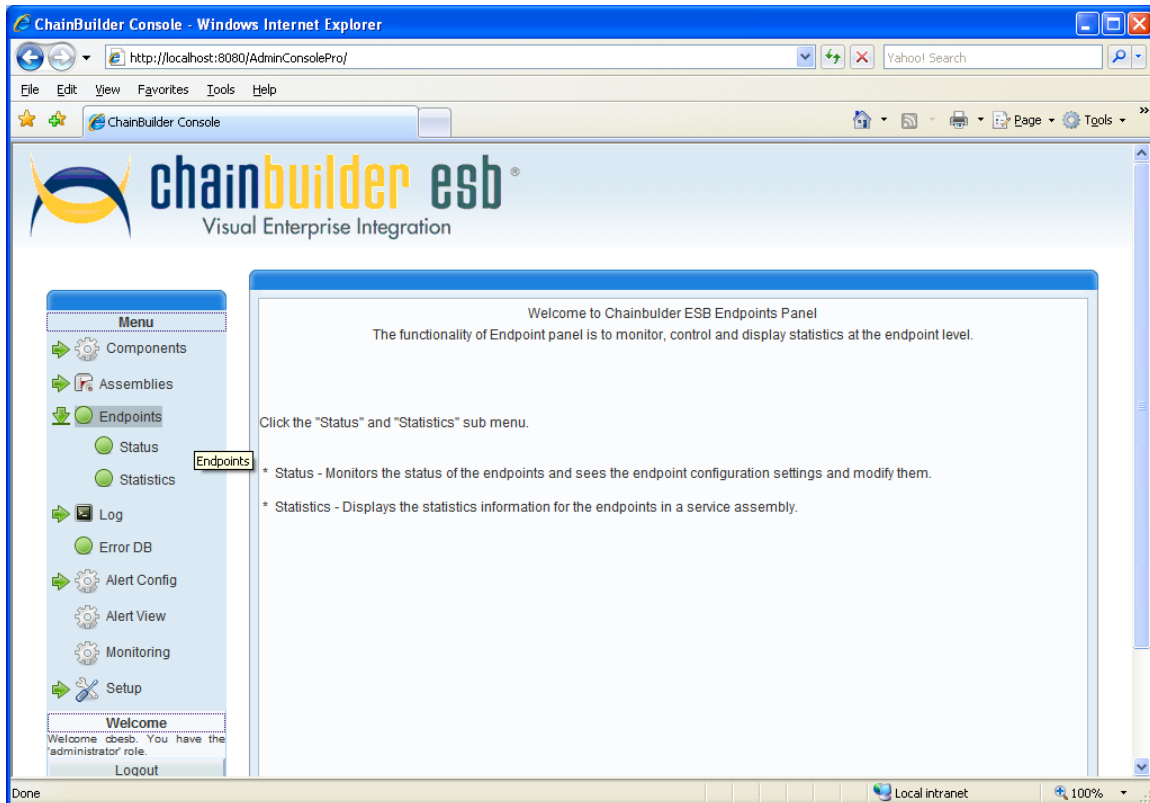 ChainBuilder Console - Windows Internet Explorer
http://localhost:8080/AdminConsolePro/
Yahoo! Search
File Edit View Favorites Tools Help
ChainBuilder Console
Page Tools »
chainbuilder esb ®
Visual Enterprise Integration
Menu
Components
Assemblies
Endpoints
Status
Endpoints
Statistics
Log
Error DB
Alert Config
Alert View
Monitoring
Setup
Welcome
Welcome cbesb. You have the
'administrator' role.
Logout
Welcome to Chainbuilder ESB Endpoints Panel
The functionality of Endpoint panel is to monitor, control and display statistics at the endpoint level.
Click the "Status" and "Statistics" sub menu.
* Status - Monitors the status of the endpoints and sees the endpoint configuration settings and modify them.
* Statistics - Displays the statistics information for the endpoints in a service assembly.
Done
Local intranet
100%